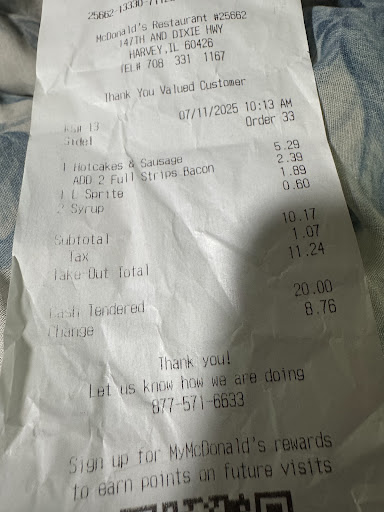 McDonald's Restaurant #25662
147TH AND DIXIE HWY
HARVEY,IL 60426
TEL# 708 331 1167
Thank You Valued Customer
07/11/2025 10:13 AM
Side1 Order 33
1 Hotcakes & Sausage 5.29
ADD 2 Full Strips Bacon 2.39
1 L Sprite 1.89
2 Syrup 0.60
Subtotal 10.17
Tax 1.07
Take Out Total 11.24
Cash Tendered 20.00
Change 8.76
Thank you!
Let us know how we are doing
877-571-6633
Sign up for MyMcDonald's rewards
to earn points on future visits